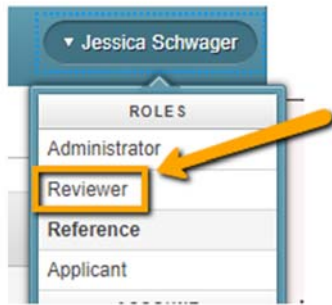 ▾ Jessica Schwager
ROLES
Administrator
Reviewer
Reference
Applicant